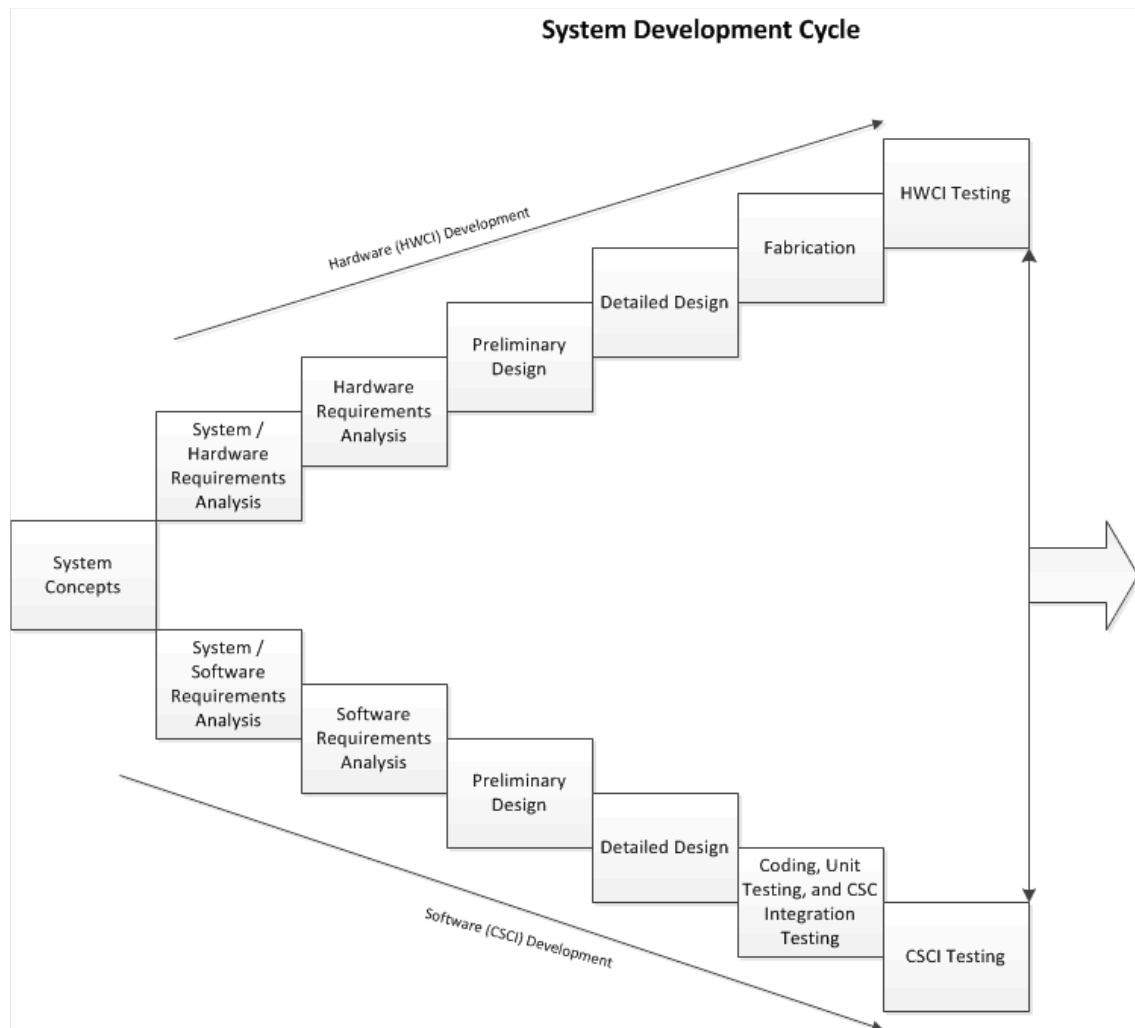 System Development Cycle
Hardware (HWCI) Development
HWCI Testing
Fabrication
Detailed Design
Preliminary
Design
Hardware
Requirements
Analysis
System /
Hardware
Requirements
Analysis
System
Concepts
System /
Software
Requirements
Analysis
Software
Requirements
Analysis
Preliminary
Design
Detailed Design
Coding, Unit
Testing, and CSC
Integration
Testing
CSCI Testing
Software (CSCI) Development